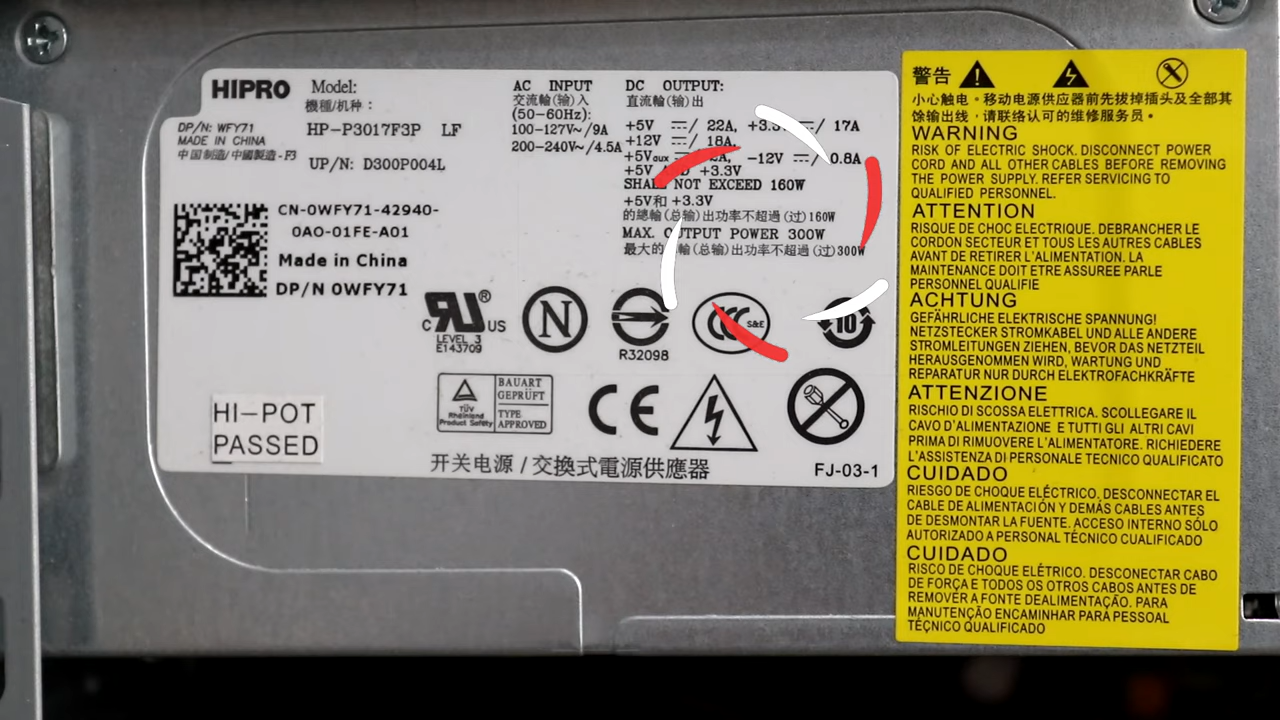 HIPRO
Model:
機種/机种：
DP/N: WFY71
MADE IN CHINA
中国制造/中國製造-F3
HP-P3017F3P LF
UP/N: D300P004L
AC INPUT
交流輸(输)入
(50-60Hz):
100-127V~/9A
200-240V~/4.5A
DC OUTPUT:
直流輸(输)出
+5V ⎓/ 22A, +3.3 /17A
+12V ⎓/ 18A,
+5Vaux -12V ⎓/ 0.8A
+5V +3.3V
SHALL NOT EXCEED 160W
+5V和 +3.3V
的總輸(总输)出功率不超過(过)160W
MAX. OUTPUT POWER 300W
最大的 輸(总输)出功率不超過(过)300W
CN-0WFY71-42940-
0AO-01FE-A01
Made in China
DP/N 0WFY71
C US ®
LEVEL 3
E143709
N
R32098
CCC S&E
10
TÜV
Rheinland
Product Safety
BAUART
GEPRÜFT
TYPE
APPROVED
CE
HI-POT
PASSED
开关电源/交換式電源供應器
FJ-03-1
警告
小心触电。移动电源供应器前先拔掉插头及全部其
馀输出线，请联络认可的维修服务员。
WARNING
RISK OF ELECTRIC SHOCK. DISCONNECT POWER
CORD AND ALL OTHER CABLES BEFORE REMOVING
THE POWER SUPPLY. REFER SERVICING TO
QUALIFIED PERSONNEL.
ATTENTION
RISQUE DE CHOC ELECTRIQUE. DEBRANCHER LE
CORDON SECTEUR ET TOUS LES AUTRES CABLES
AVANT DE RETIRER L'ALIMENTATION. LA
MAINTENANCE DOIT ETRE ASSUREE PARLE
PERSONNEL QUALIFIE
ACHTUNG
GEFÄHRLICHE ELEKTRISCHE SPANNUNG!
NETZSTECKER STROMKABEL UND ALLE ANDERE
STROMLEITUNGEN ZIEHEN, BEVOR DAS NETZTEIL
HERAUSGENOMMEN WIRD, WARTUNG UND
REPARATUR NUR DURCH ELEKTROFACHKRÄFTE
ATTENZIONE
RISCHIO DI SCOSSA ELETTRICA. SCOLLEGARE IL
CAVO D'ALIMENTAZIONE E TUTTI GLI ALTRI CAVI
PRIMA DI RIMUOVERE L'ALIMENTATORE. RICHIEDERE
L'ASSISTENZA DI PERSONALE TECNICO QUALIFICATO
CUIDADO
RIESGO DE CHOQUE ELÉCTRICO. DESCONNECTAR EL
CABLE DE ALIMENTACIÓN Y DEMÁS CABLES ANTES
DE DESMONTAR LA FUENTE. ACCESO INTERNO SÓLO
AUTORIZADO A PERSONAL TÉCNICO CUALIFICADO
CUIDADO
RISCO DE CHOQUE ELÉTRICO. DESCONECTAR CABO
DE FORÇA E TODOS OS OTROS CABOS ANTES DE
REMOVER A FONTE DEALIMENTAÇÃO. PARA
MANUTENÇÃO ENCAMINHAR PARA PESSOAL
TÉCNICO QUALIFICADO